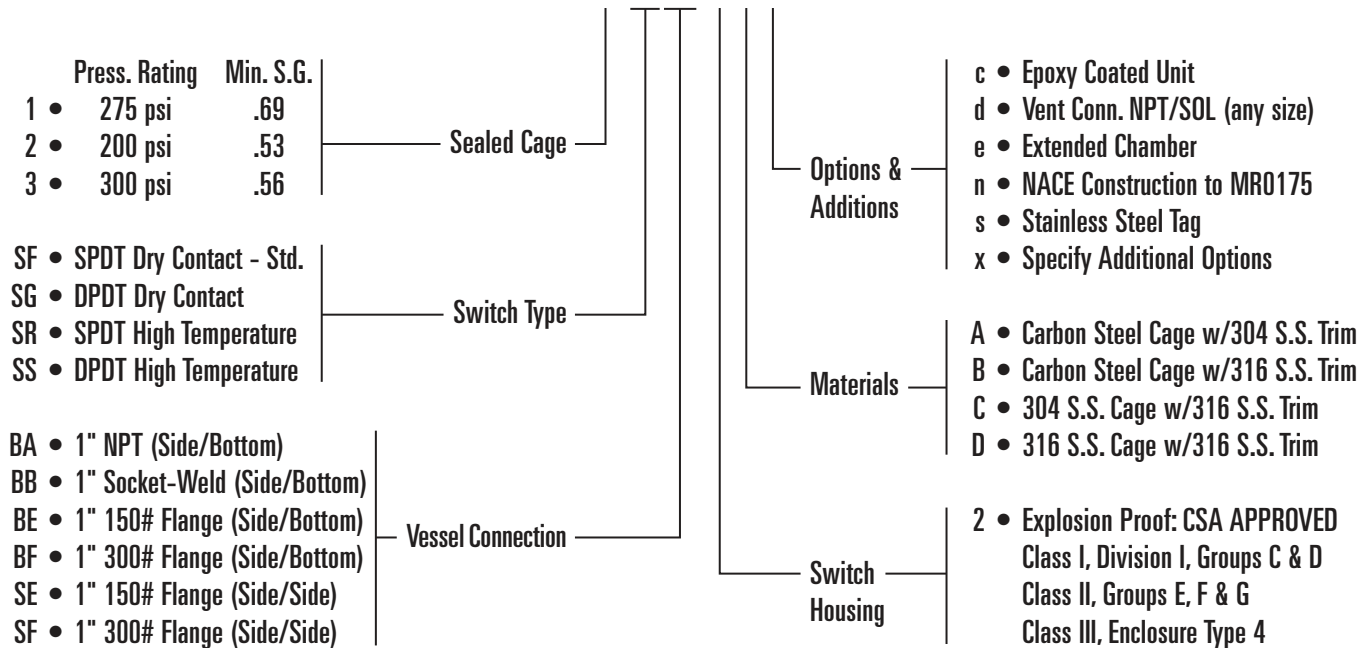 Press. Rating Min. S.G.
1 • 275 psi .69
2 • 200 psi .53
3 • 300 psi .56
Sealed Cage
SF • SPDT Dry Contact - Std.
SG • DPDT Dry Contact
SR • SPDT High Temperature
SS • DPDT High Temperature
Switch Type
BA • 1" NPT (Side/Bottom)
BB • 1" Socket-Weld (Side/Bottom)
BE • 1" 150# Flange (Side/Bottom)
BF • 1" 300# Flange (Side/Bottom)
SE • 1" 150# Flange (Side/Side)
SF • 1" 300# Flange (Side/Side)
Vessel Connection
c • Epoxy Coated Unit
d • Vent Conn. NPT/SOL (any size)
e • Extended Chamber
n • NACE Construction to MR0175
s • Stainless Steel Tag
x • Specify Additional Options
Options &
Additions
A • Carbon Steel Cage w/304 S.S. Trim
B • Carbon Steel Cage w/316 S.S. Trim
C • 304 S.S. Cage w/316 S.S. Trim
D • 316 S.S. Cage w/316 S.S. Trim
Materials
2 • Explosion Proof: CSA APPROVED
Class I, Division I, Groups C & D
Class II, Groups E, F & G
Class III, Enclosure Type 4
Switch
Housing